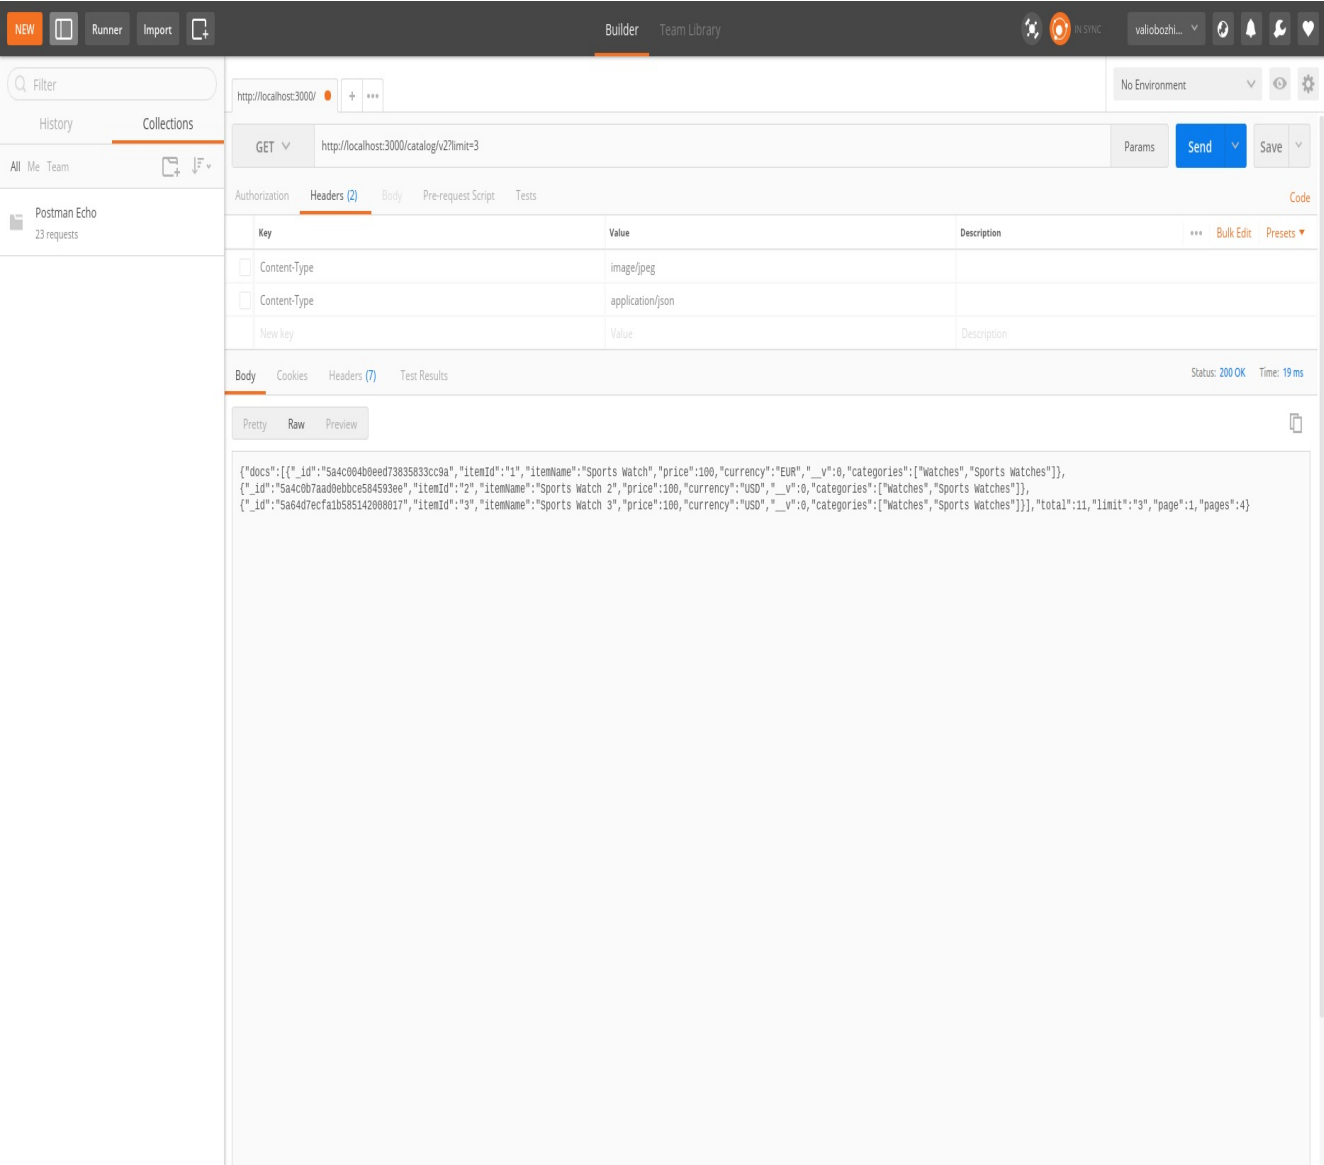 NEW Runner Import Builder Team Library IN SYNC valiobozhi...
Filter
History Collections
All Me Team
Postman Echo
23 requests
http://localhost:3000/ + •••
No Environment
GET http://localhost:3000/catalog/v2?limit=3 Params Send Save
Authorization Headers (2) Body Pre-request Script Tests Code
Key Value Description ••• Bulk Edit Presets
Content-Type image/jpeg
Content-Type application/json
New key Value Description
Body Cookies Headers (7) Test Results Status: 200 OK Time: 19 ms
Pretty Raw Preview
{"docs":[{"_id":"5a4c004b0eed73835833cc9a","itemId":"1","itemName":"Sports Watch","price":100,"currency":"EUR","__v":0,"categories":["Watches","Sports Watches"]},
{"_id":"5a4c0b7aad0ebbce584593ee","itemId":"2","itemName":"Sports Watch 2","price":100,"currency":"USD","__v":0,"categories":["Watches","Sports Watches"]},
{"_id":"5a64d7ecfa1b585142008017","itemId":"3","itemName":"Sports Watch 3","price":100,"currency":"USD","__v":0,"categories":["Watches","Sports Watches"]}],"total":11,"limit":"3","page":1,"pages":4}